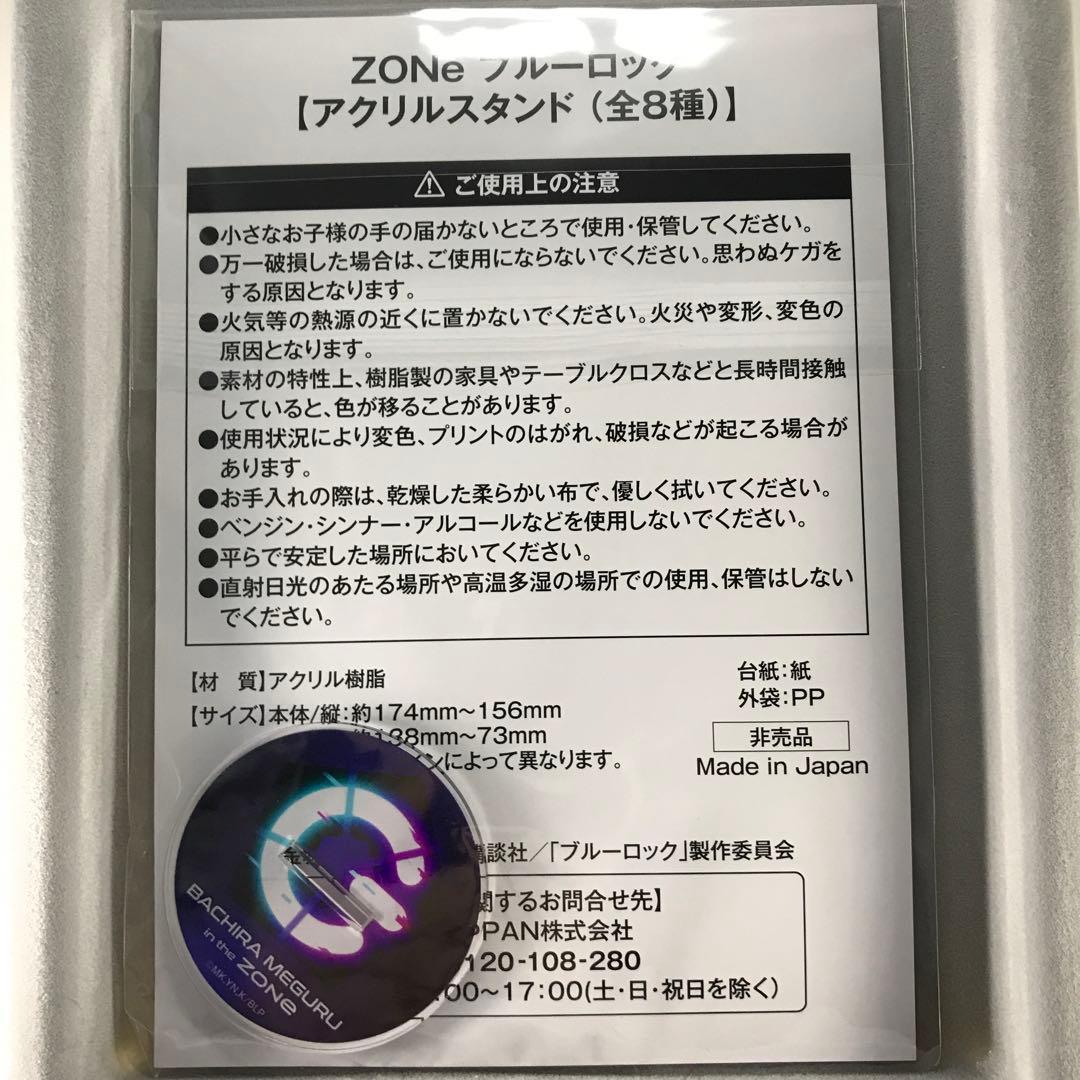 ZONe ブルーロック
【アクリルスタンド（全8種）】
⚠ ご使用上の注意
●小さなお子様の手の届かないところで使用・保管してください。
●万一破損した場合は、ご使用にならないでください。思わぬケガを
する原因となります。
●火気等の熱源の近くに置かないでください。火災や変形、変色の
原因となります。
●素材の特性上、樹脂製の家具やテーブルクロスなどと長時間接触
していると、色が移ることがあります。
●使用状況により変色、プリントのはがれ、破損などが起こる場合が
あります。
●お手入れの際は、乾燥した柔らかい布で、優しく拭いてください。
●ベンジン・シンナー・アルコールなどを使用しないでください。
●平らで安定した場所においてください。
●直射日光のあたる場所や高温多湿の場所での使用、保管はしない
でください。
【材　質】アクリル樹脂
【サイズ】本体/縦：約174mm～156mm
38mm～73mm
ンによって異なります。
台紙：紙
外袋：PP
非売品
Made in Japan
講談社／「ブルーロック」製作委員会
関するお問合せ先】
PPAN株式会社
120-108-280
:00～17:00(土・日・祝日を除く)
BACHIRA MEGURU
in the ZONe
©MK,YN,K/BLP